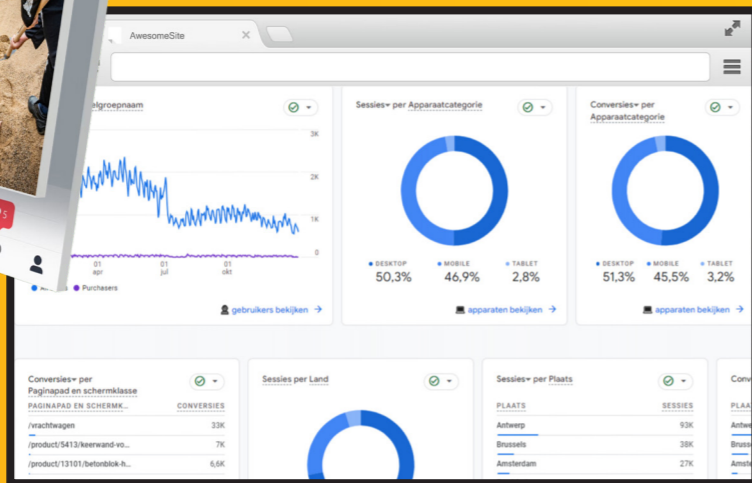 AwesomeSite
3K
2K
1K
0
01 apr
01 jul
01 okt
Purchasers
gebruikers bekijken
Sessies per Apparaatcategorie
DESKTOP MOBILE TABLET
50,3% 46,9% 2,8%
apparaten bekijken
Conversies per
Apparaatcategorie
DESKTOP MOBILE TABLET
51,3% 45,5% 3,2%
apparaten bekijken
Conversies per
Paginapad en schermklasse
PAGINAPAD EN SCHERMK... CONVERSIES
/vrachtwagen 33K
/product/5413/keerwand-vo... 7K
/product/13101/betonblok-h... 6,6K
Sessies per Land
Sessies per Plaats
PLAATS SESSIES
Antwerp 93K
Brussels 38K
Amsterdam 27K